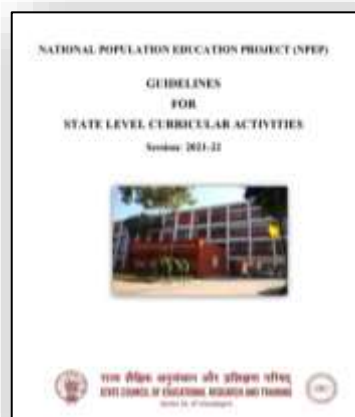 NATIONAL POPULATION EDUCATION PROJECT (NPEP)
GUIDELINES
FOR
STATE LEVEL CURRICULAR ACTIVITIES
Session: 2021-22
राज्य शैक्षिक अनुसंधान और प्रशिक्षण परिषद्
STATE COUNCIL OF EDUCATIONAL RESEARCH AND TRAINING